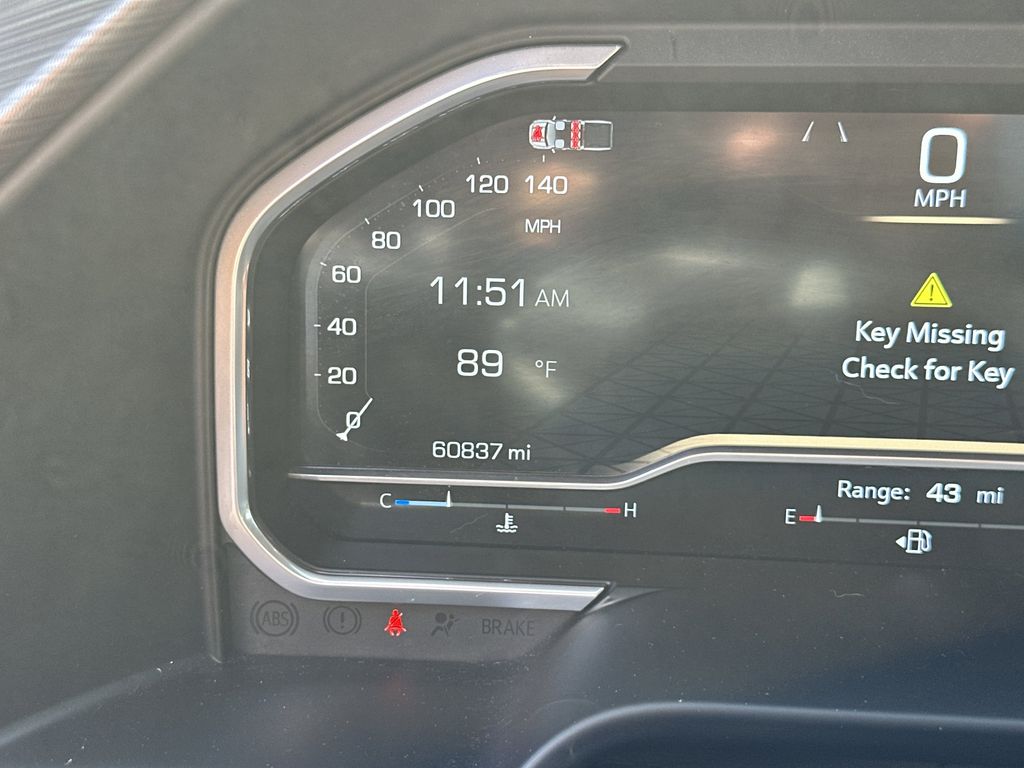 0
MPH
120 140
100
MPH
80
60
11:51 AM
40
89 °F
20
0
60837 mi
Key Missing
Check for Key
Range: 43 mi
C H
E
ABS
BRAKE